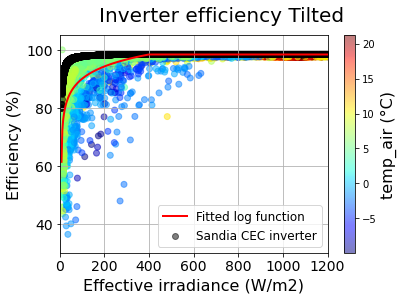 Inverter efficiency Tilted
100
80
60
40
Efficiency (%)
0 200 400 600 800 1000 1200
Effective irradiance (W/m2)
Fitted log function
Sandia CEC inverter
20
15
10
5
0
−5
temp_air (°C)